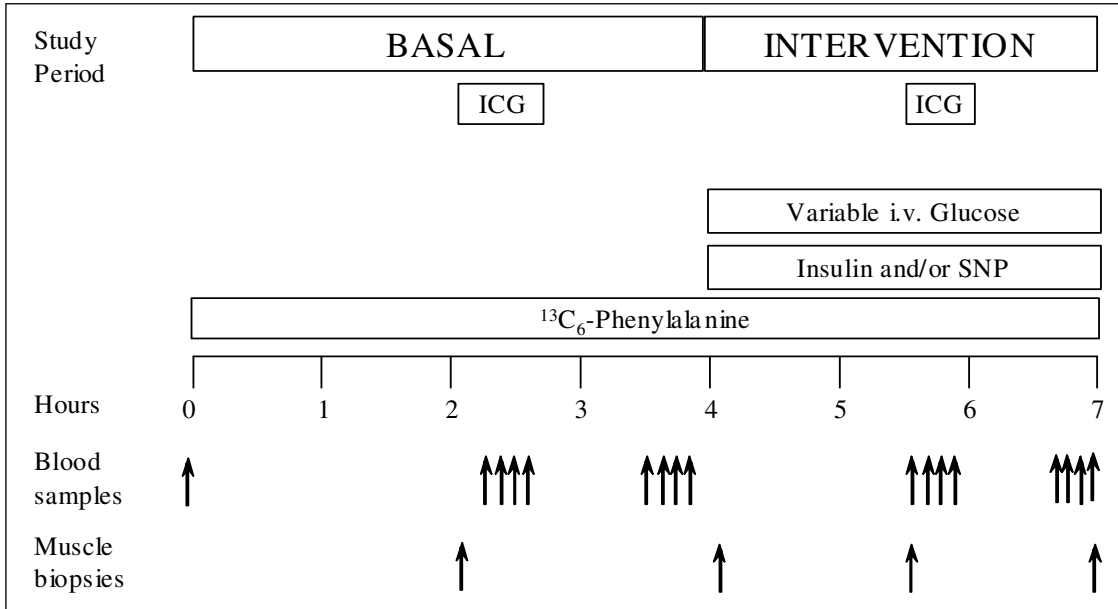 Study
Period
BASAL
INTERVENTION
ICG
ICG
Variable i.v. Glucose
Insulin and/or SNP
¹³C₆-Phenylalanine
Hours
0 1 2 3 4 5 6 7
Blood
samples
Muscle
biopsies